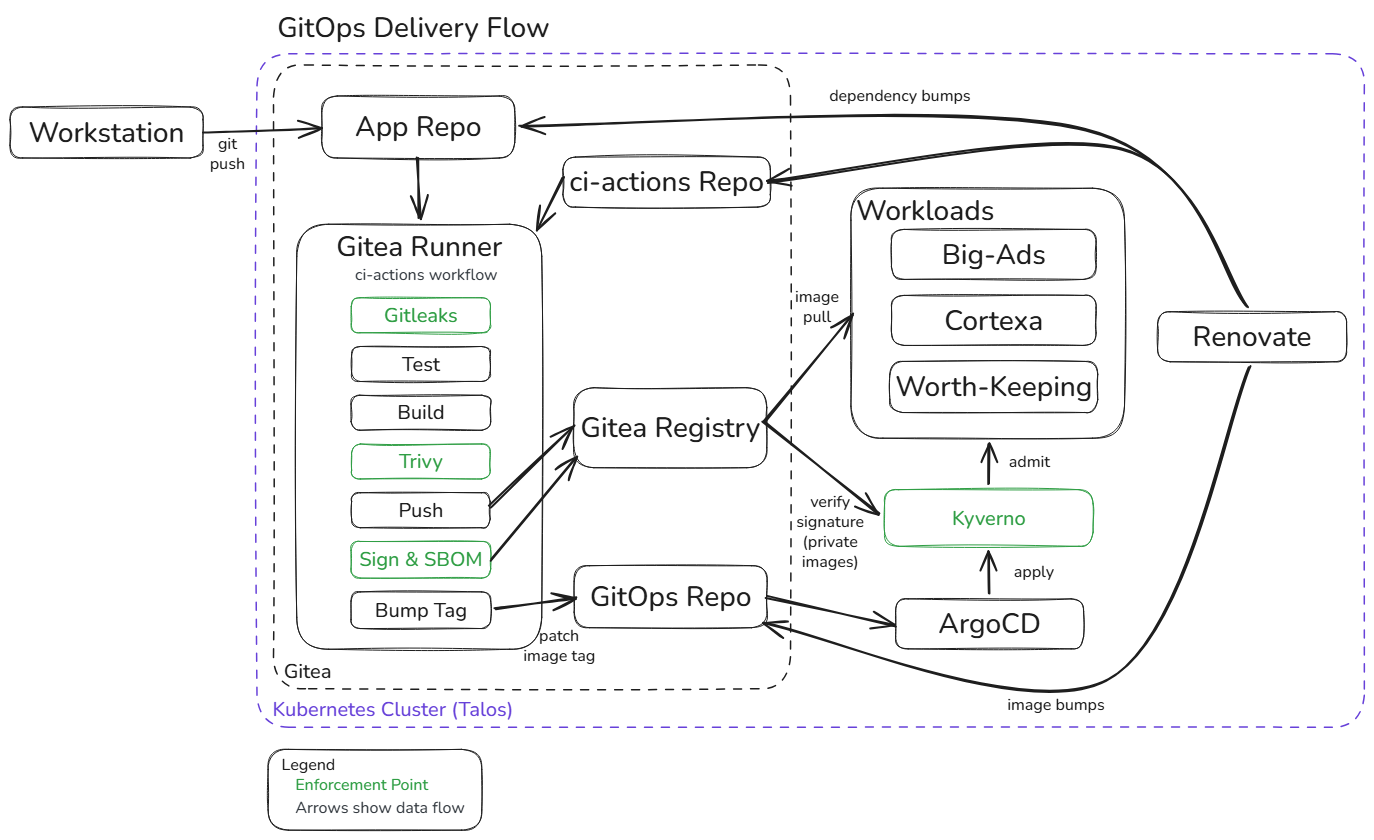 GitOps Delivery Flow
Workstation
git
push
App Repo
dependency bumps
ci-actions Repo
Gitea Runner
ci-actions workflow
Gitleaks
Test
Build
Trivy
Push
Sign & SBOM
Bump Tag
patch
image tag
Gitea Registry
GitOps Repo
image
pull
verify
signature
(private
images)
Workloads
Big-Ads
Cortexa
Worth-Keeping
admit
Kyverno
apply
ArgoCD
Renovate
image bumps
Gitea
Kubernetes Cluster (Talos)
Legend
Enforcement Point
Arrows show data flow